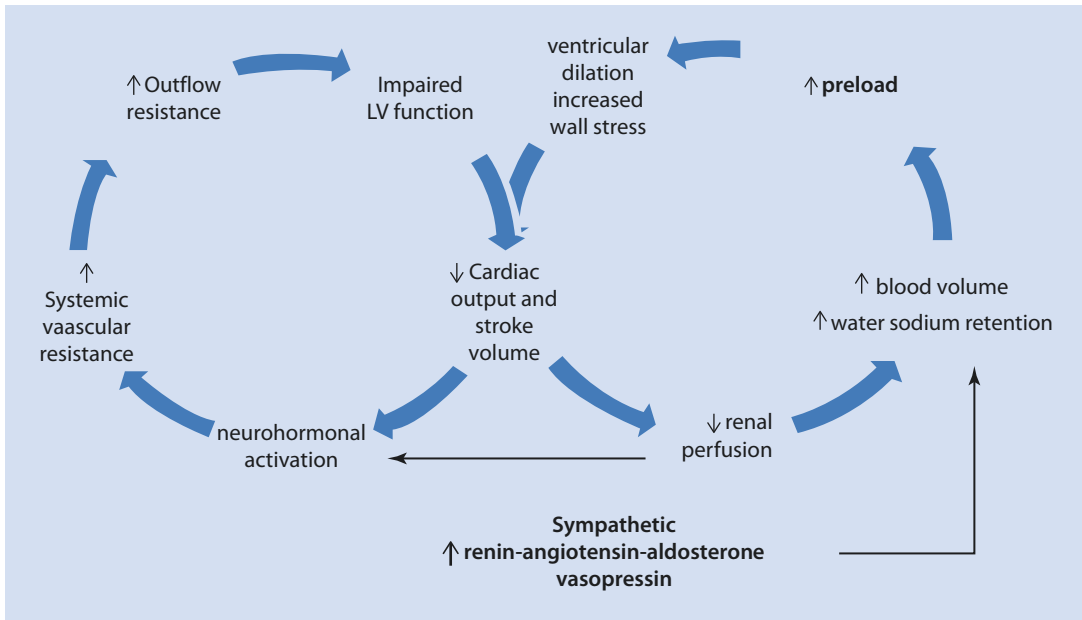 ↑ Outflow
resistance
Impaired
LV function
ventricular
dilation
increased
wall stress
↑ preload
↑
Systemic
vaascular
resistance
↓ Cardiac
output and
stroke
volume
↑ blood volume
↑ water sodium retention
neurohormonal
activation
↓ renal
perfusion
Sympathetic
↑ renin-angiotensin-aldosterone
vasopressin